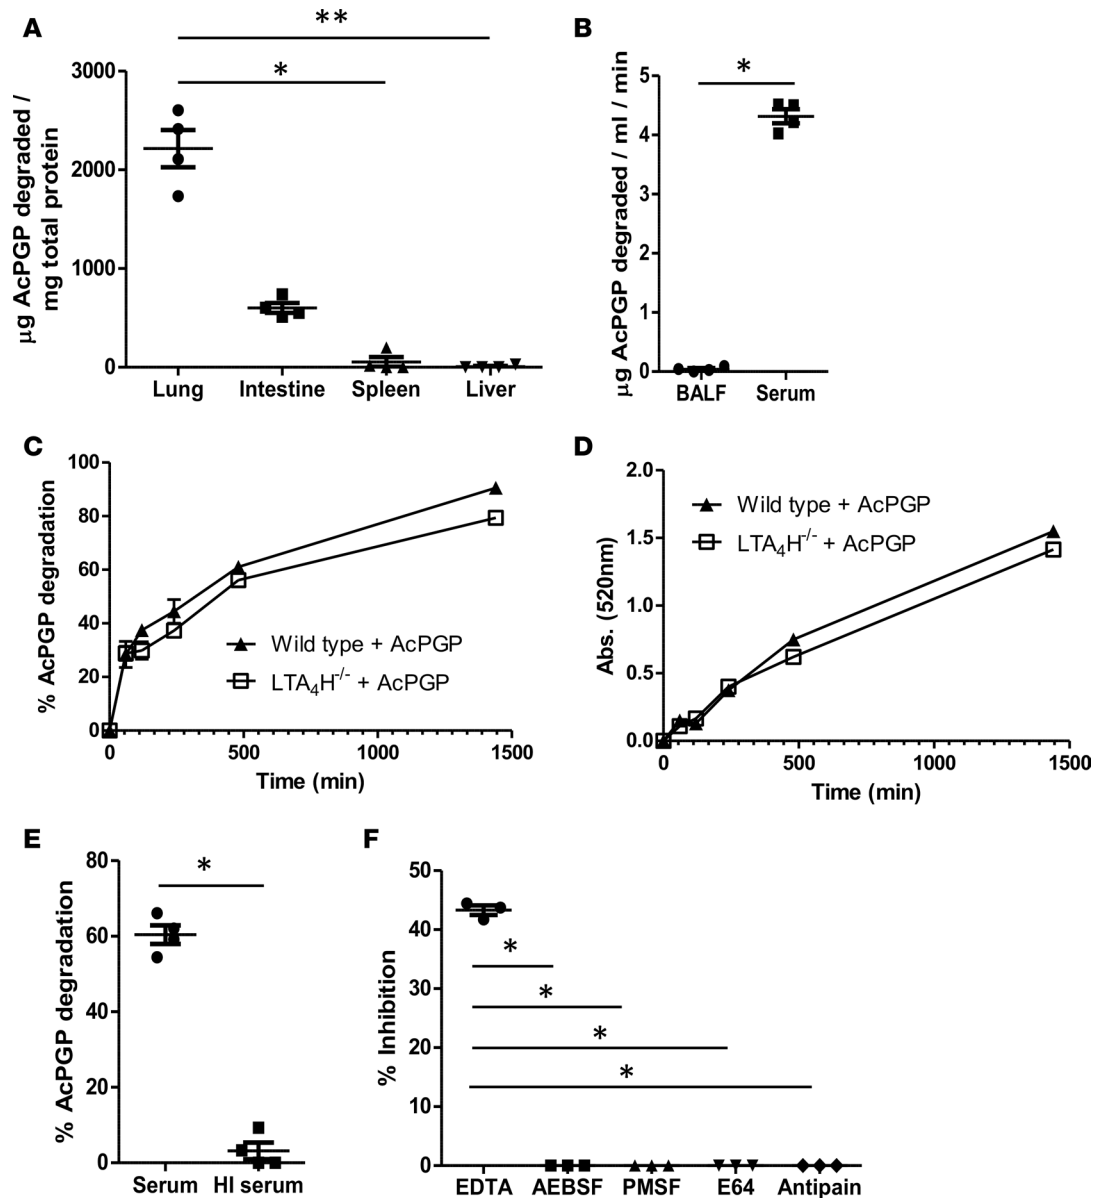 A
**
*
3000
2000
1000
0
μg AcPGP degraded /
mg total protein
Lung Intestine Spleen Liver
B
*
5
4
3
2
1
0
μg AcPGP degraded / ml / min
BALF Serum
C
100
80
60
40
20
0
% AcPGP degradation
Wild type + AcPGP
LTA4H-/- + AcPGP
0 500 1000 1500
Time (min)
D
2.0
1.5
1.0
0.5
0.0
Abs. (520nm)
Wild type + AcPGP
LTA4H-/- + AcPGP
0 500 1000 1500
Time (min)
E
*
80
60
40
20
0
% AcPGP degradation
Serum HI serum
F
50
40
30
20
10
0
% Inhibition
*
*
*
*
EDTA AEBSF PMSF E64 Antipain